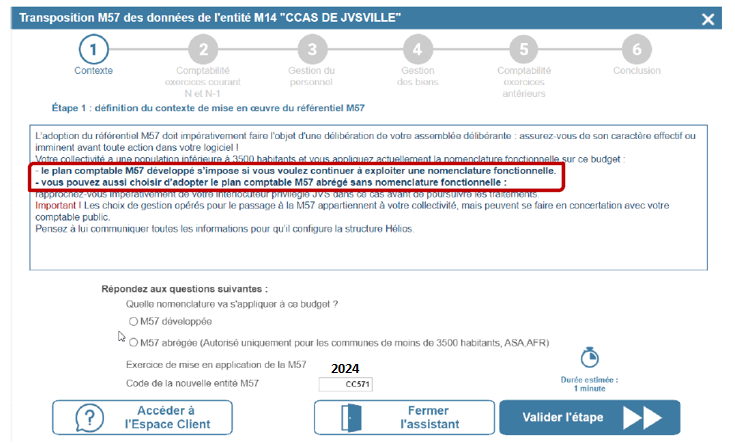 Transposition M57 des données de l'entité M14 "CCAS DE JVSVILLE"
1 2 3 4 5 6
Contexte
Comptabilité exercices courant N et N-1
Gestion du personnel
Gestion des biens
Comptabilité exercices antérieurs
Conclusion
Étape 1 : définition du contexte de mise en œuvre du référentiel M57
L'adoption du référentiel M57 doit impérativement faire l'objet d'une délibération de votre assemblée délibérante : assurez-vous de son caractère effectif ou
imminent avant toute action dans votre logiciel !
Votre collectivité a une population inférieure à 3500 habitants et vous appliquez actuellement la nomenclature fonctionnelle sur ce budget :
- le plan comptable M57 développé s'impose si vous voulez continuer à exploiter une nomenclature fonctionnelle.
- vous pouvez aussi choisir d'adopter le plan comptable M57 abrégé sans nomenclature fonctionnelle :
rapprochez-vous impérativement de votre interlocuteur privilégié JVS dans ce cas avant de poursuivre les traitements.
Important ! Les choix de gestion opérés pour le passage à la M57 appartiennent à votre collectivité, mais peuvent se faire en concertation avec votre
comptable public.
Pensez à lui communiquer toutes les informations pour qu'il configure la structure Hélios.
Répondez aux questions suivantes :
Quelle nomenclature va s'appliquer à ce budget ?
M57 développée
M57 abrégée (Autorisé uniquement pour les communes de moins de 3500 habitants, ASA,AFR)
Exercice de mise en application de la M57 2024
Code de la nouvelle entité M57 CC571
Durée estimée :
1 minute
Accéder à
l'Espace Client
Fermer
l'assistant
Valider l'étape